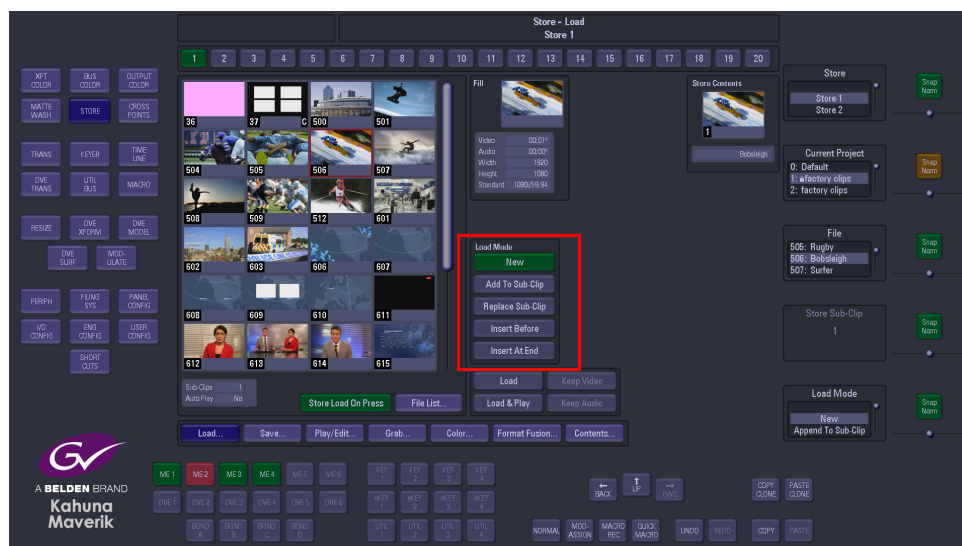 Store - Load
Store 1
1 2 3 4 5 6 7 8 9 10 11 12 13 14 15 16 17 18 19 20
XPT COLOR
BUS COLOR
OUTPUT COLOR
MATTE WASH
STORE
CROSS POINTS
TRANS
KEYER
TIME LINE
DVE TRANS
UTIL BUS
MACRO
RESIZE
DVE XFORM
DVE MODEL
DVE SURF
MOD- ULATE
PERIPH
FILING SYS
PANEL CONFIG
I/O CONFIG
ENG CONFIG
USER CONFIG
SHORT CUTS
36 37 C 500 501
504 505 506 507
508 509 512 601
602 603 606 607
608 609 610 611
612 613 614 615
Sub-Clips 1
Auto Play No
Store Load On Press
File List...
Fill
Video 00:01º
Audio 00:00º
Width 1920
Height 1080
Standard 1080/59.94
Store Contents
1
Bobsleigh
Load Mode
New
Add To Sub-Clip
Replace Sub-Clip
Insert Before
Insert At End
Load
Keep Video
Load & Play
Keep Audio
Load... Save... Play/Edit... Grab... Color... Format Fusion... Contents...
Store
Store 1
Store 2
Snap Norm
Current Project
0: Default
1: factory clips
2: factory clips
Snap Norm
File
505: Rugby
506: Bobsleigh
507: Surfer
Snap Norm
Store Sub-Clip
1
Snap Norm
Load Mode
New
Append To Sub-Clip
Snap Norm
GV
A BELDEN BRAND
Kahuna
Maverik
ME 1 ME 2 ME 3 ME 4 ME 5 ME 6
KEY 1 KEY 2 KEY 3 KEY 4
DVE 1 DVE 2 DVE 3 DVE 4 DVE 5 DVE 6
eKEY 1 eKEY 2 eKEY 3 eKEY 4
BGND A BGND B BGND C BGND D
UTIL 1 UTIL 2 UTIL 3 UTIL 4
← BACK
↑ UP
→ FWD
COPY CLONE
PASTE CLONE
NORMAL
MOD- ASSIGN
MACRO REC
QUICK MACRO
UNDO
REDO
COPY
PASTE